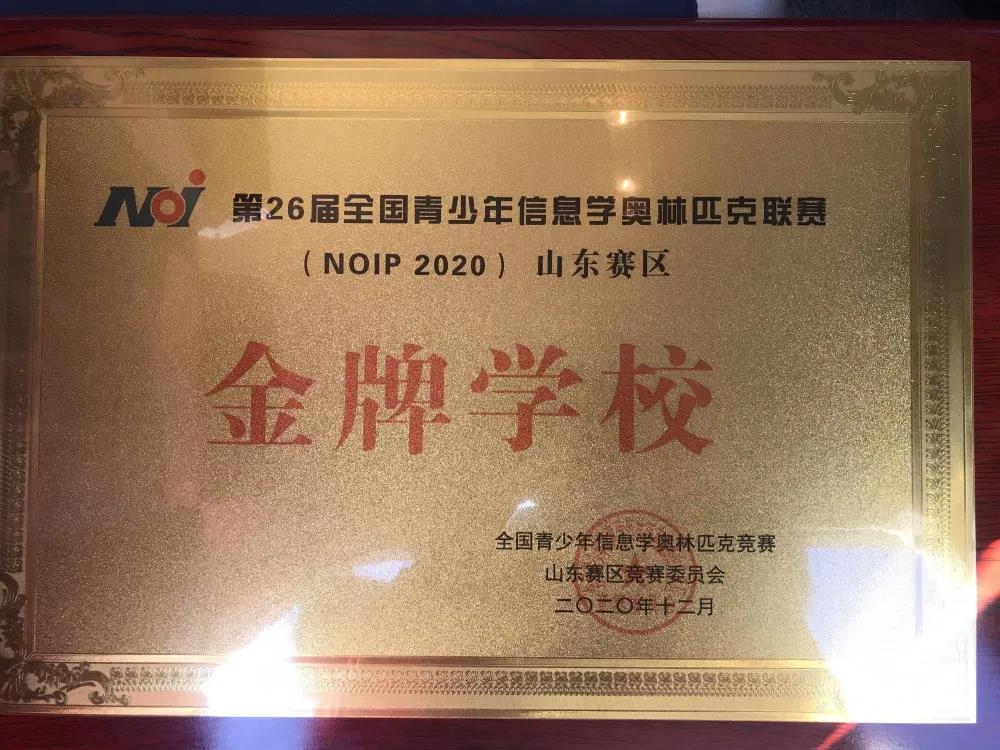 NOI 第26届全国青少年信息学奥林匹克联赛
（NOIP 2020） 山东赛区
金牌学校
全国青少年信息学奥林匹克竞赛
山东赛区竞赛委员会
二〇二〇年十二月